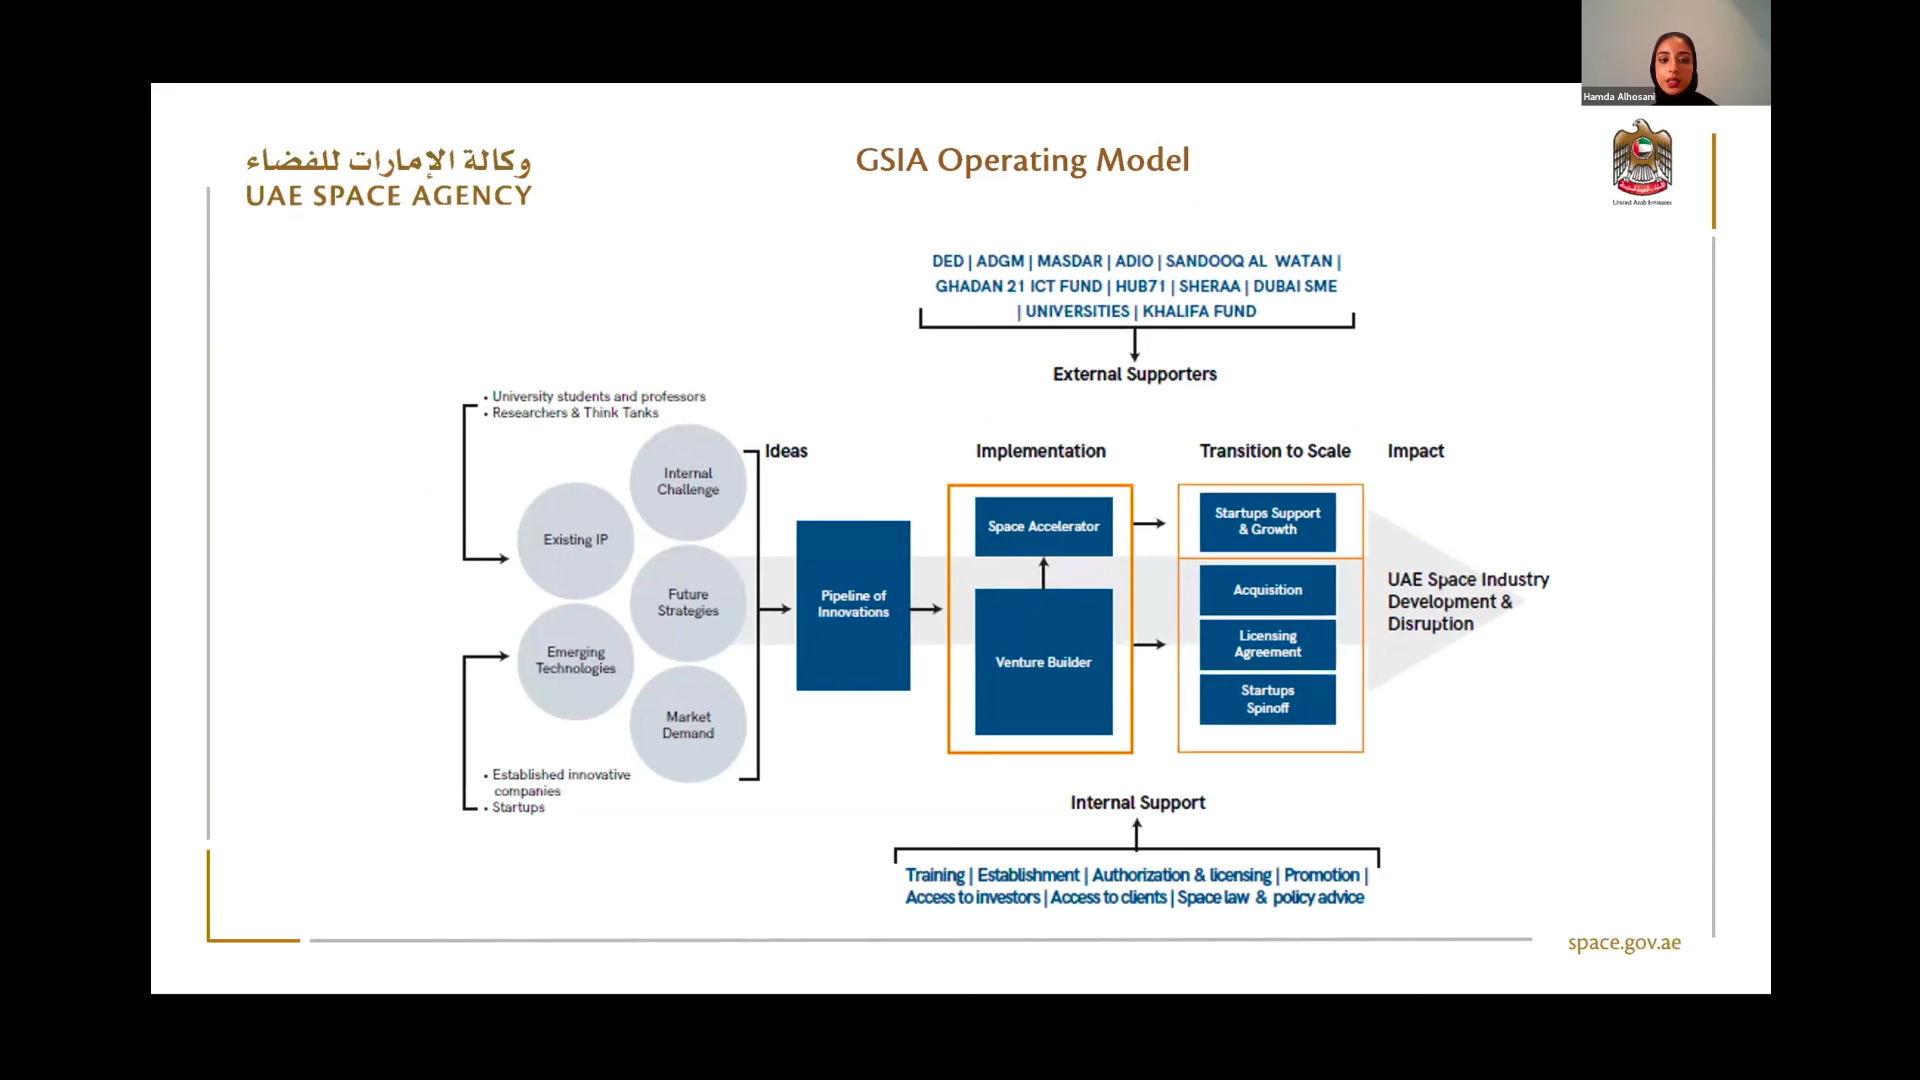 Hamda Alhosani
وكالة الإمارات للفضاء
UAE SPACE AGENCY
GSIA Operating Model
United Arab Emirates
DED | ADGM | MASDAR | ADIO | SANDOOQ AL WATAN |
GHADAN 21 ICT FUND | HUB71 | SHERAA | DUBAI SME
| UNIVERSITIES | KHALIFA FUND
External Supporters
• University students and professors
• Researchers & Think Tanks
Ideas
Implementation
Transition to Scale
Impact
Internal
Challenge
Existing IP
Future
Strategies
Emerging
Technologies
Market
Demand
• Established innovative
companies
• Startups
Pipeline of
Innovations
Space Accelerator
Venture Builder
Startups Support
& Growth
Acquisition
Licensing
Agreement
Startups
Spinoff
UAE Space Industry
Development &
Disruption
Internal Support
Training | Establishment | Authorization & licensing | Promotion |
Access to investors | Access to clients | Space law & policy advice
space.gov.ae